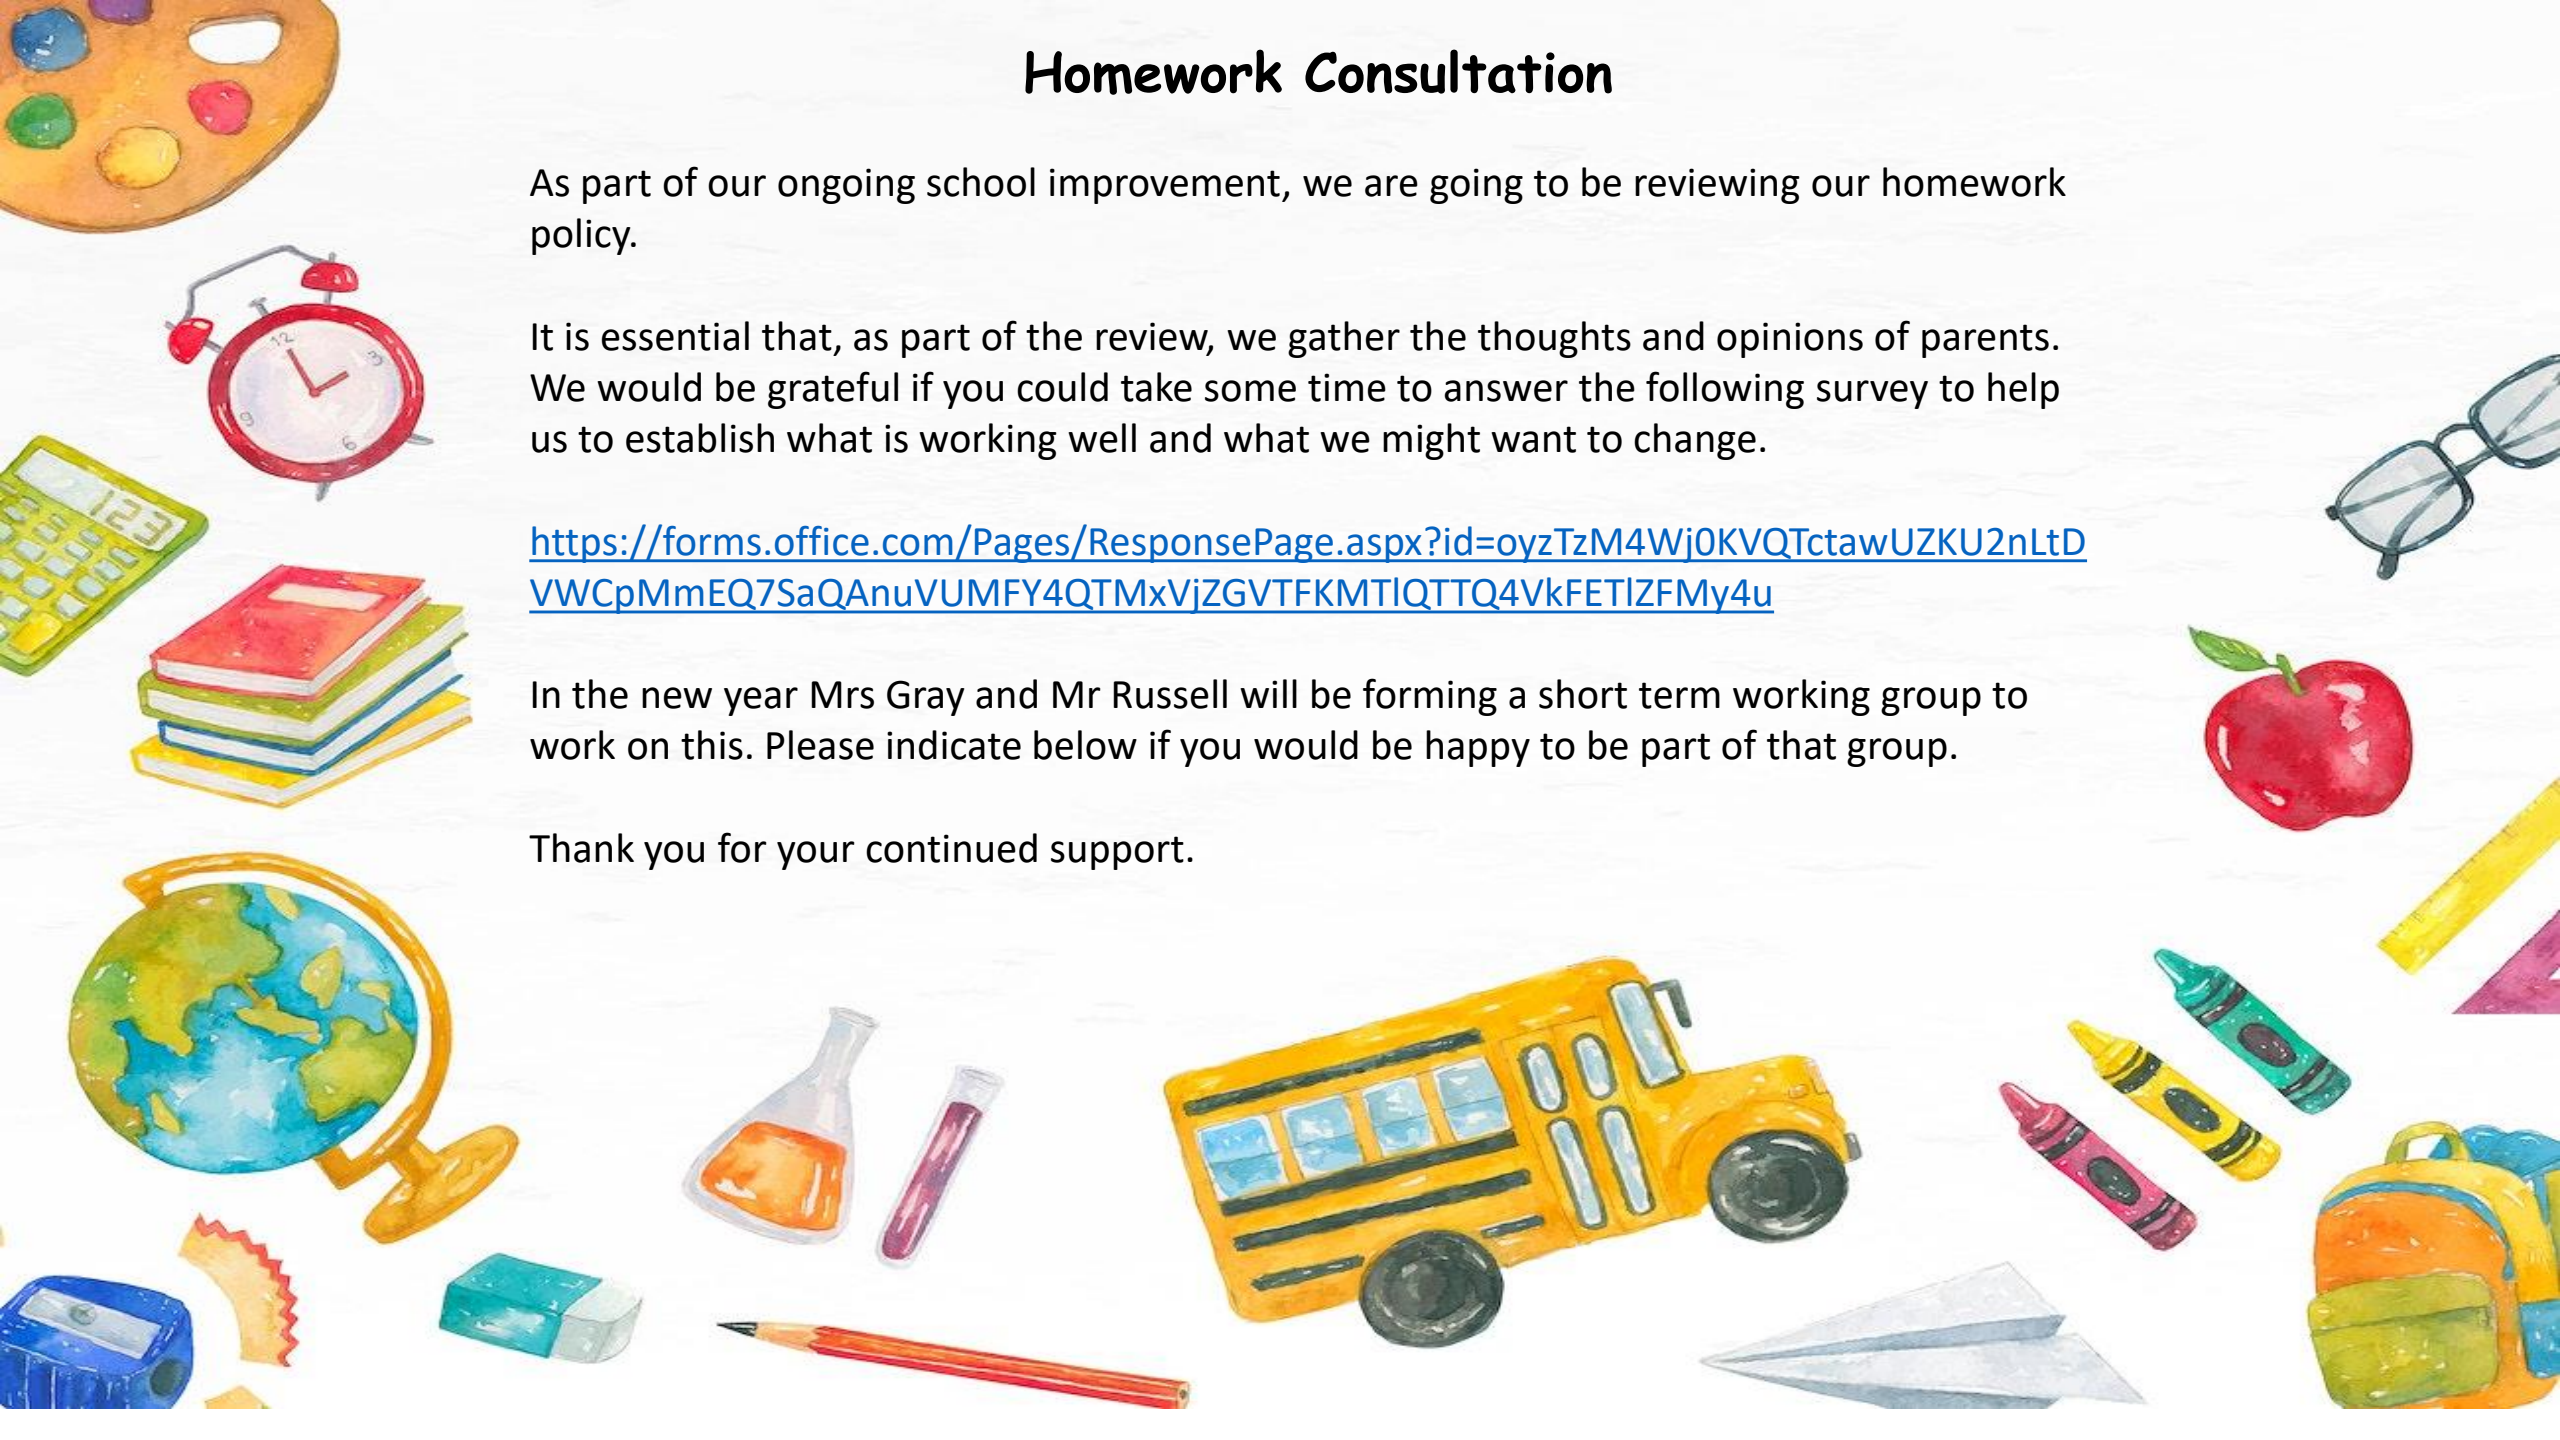 Homework Consultation
As part of our ongoing school improvement, we are going to be reviewing our homework
policy.
It is essential that, as part of the review, we gather the thoughts and opinions of parents.
We would be grateful if you could take some time to answer the following survey to help
us to establish what is working well and what we might want to change.
https://forms.office.com/Pages/ResponsePage.aspx?id=oyzTzM4Wj0KVQTctawUZKU2nLtD
VWCpMmEQ7SaQAnuVUMFY4QTMxVjZGVTFKMTlQTTQ4VkFETlZFMy4u
In the new year Mrs Gray and Mr Russell will be forming a short term working group to
work on this. Please indicate below if you would be happy to be part of that group.
Thank you for your continued support.
12
3
6
9
123